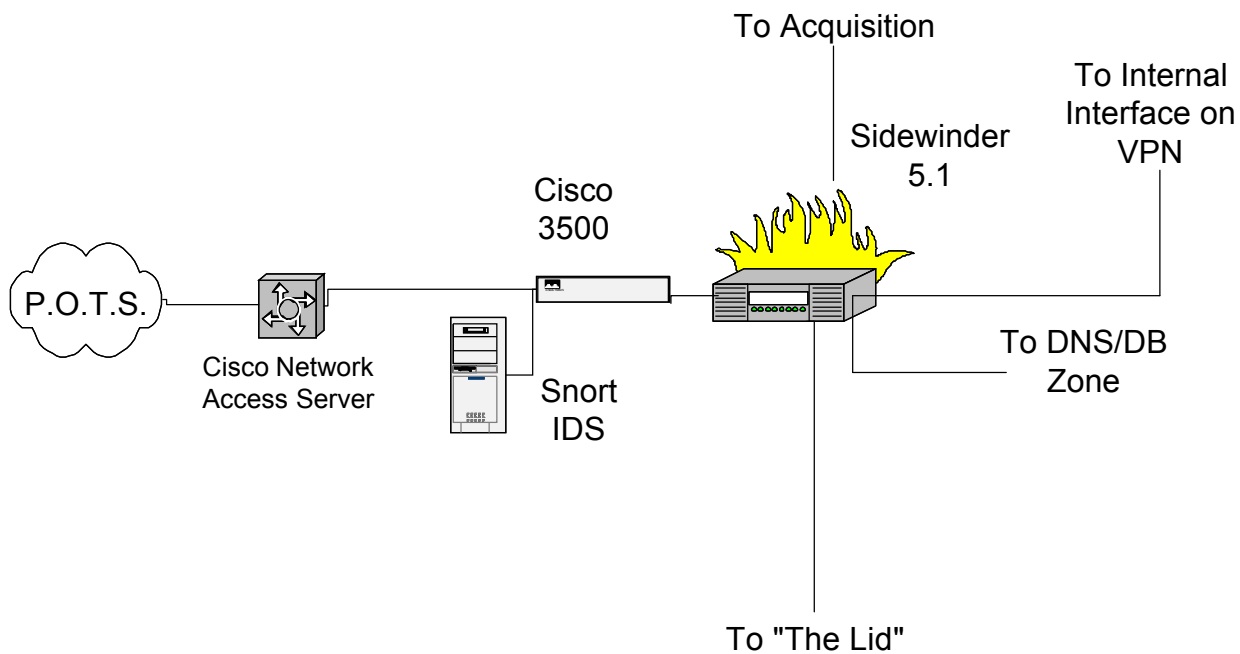 To Acquisition
To Internal
Interface on
VPN
Sidewinder
5.1
Cisco
3500
P.O.T.S.
Cisco Network
Access Server
Snort
IDS
To DNS/DB
Zone
To "The Lid"